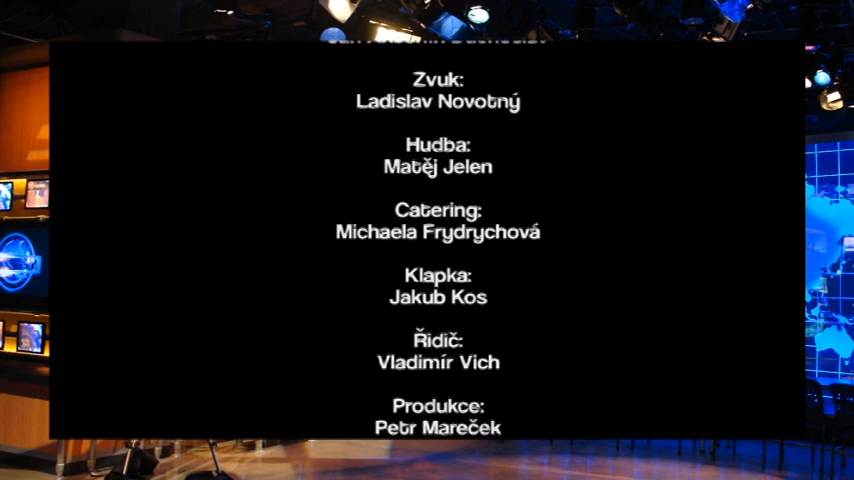 Zvuk:
Ladislav Novotný
Hudba:
Matěj Jelen
Catering:
Michaela Frydrychová
Klapka:
Jakub Kos
Řidič:
Vladimír Vich
Produkce:
Petr Mareček